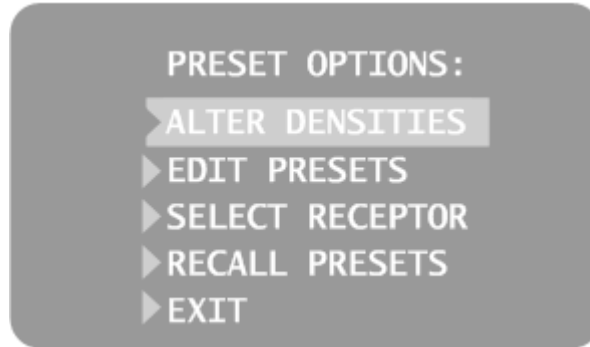 PRESET OPTIONS:
ALTER DENSITIES
EDIT PRESETS
SELECT RECEPTOR
RECALL PRESETS
EXIT